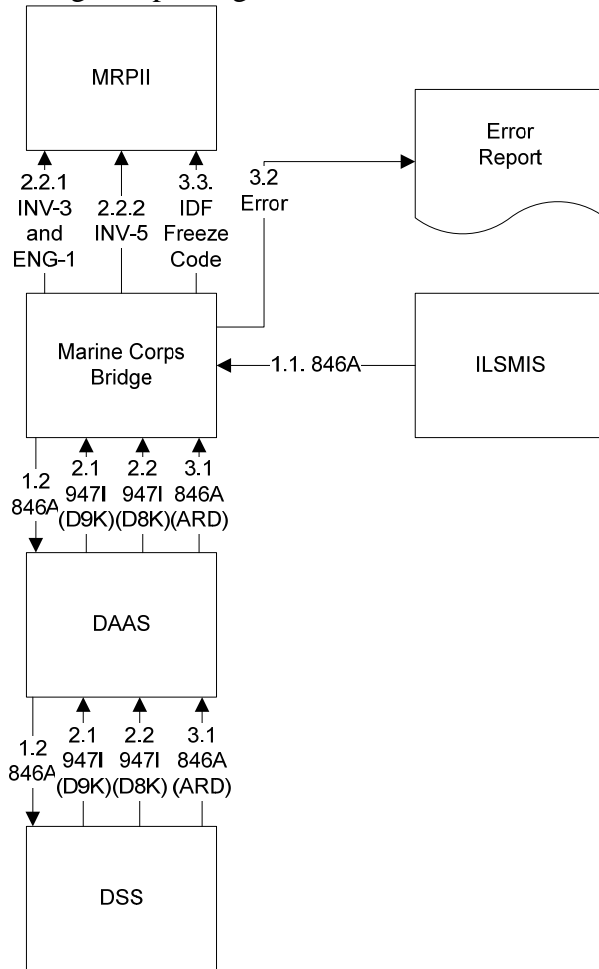 MRPII
Error
Report
2.2.1
INV-3
and
ENG-1
2.2.2
INV-5
3.3.
IDF
Freeze
Code
3.2
Error
Marine Corps
Bridge
1.1. 846A
ILSMIS
1.2
846A
2.1
947I
(D9K)
2.2
947I
(D8K)
3.1
846A
(ARD)
DAAS
1.2
846A
2.1
947I
(D9K)
2.2
947I
(D8K)
3.1
846A
(ARD)
DSS